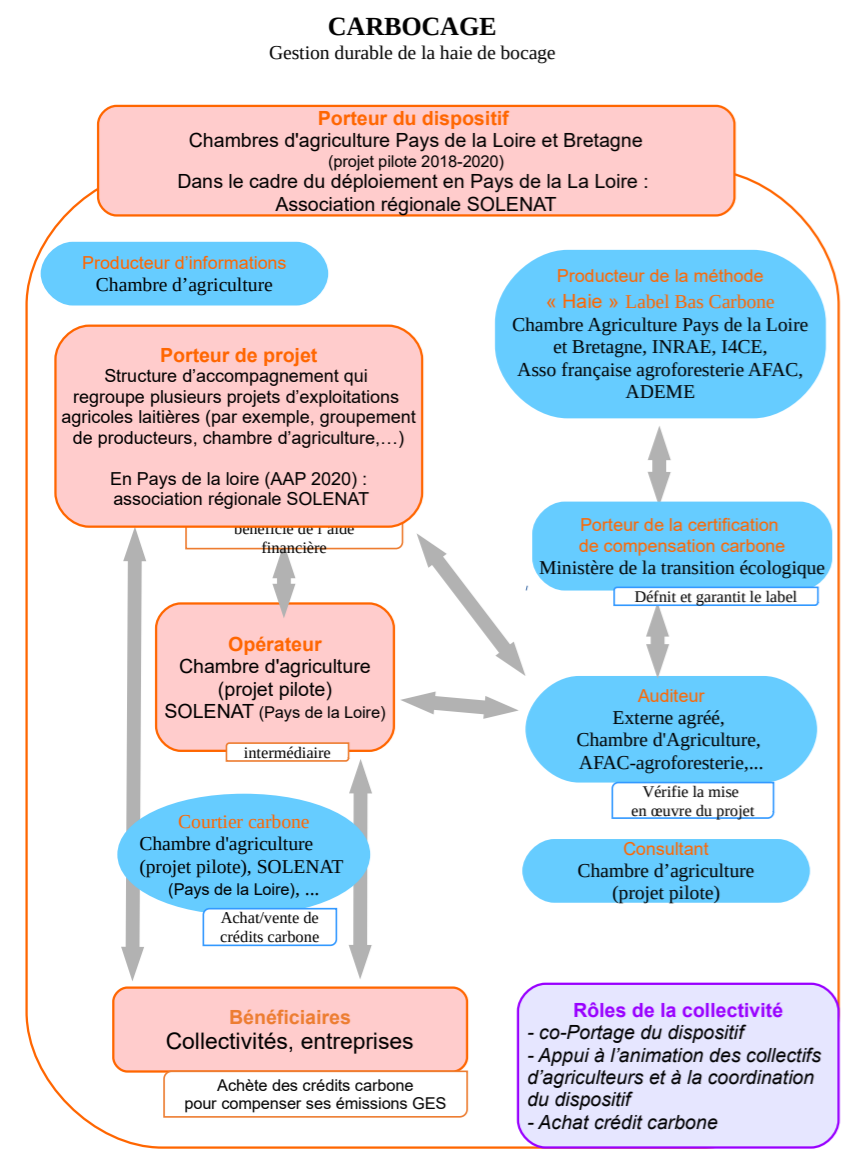 CARBOCAGE
Gestion durable de la haie de bocage
Porteur du dispositif
Chambres d'agriculture Pays de la Loire et Bretagne
(projet pilote 2018-2020)
Dans le cadre du déploiement en Pays de la La Loire :
Association régionale SOLENAT
Producteur d'informations
Chambre d'agriculture
Producteur de la méthode
« Haie » Label Bas Carbone
Chambre Agriculture Pays de la Loire
et Bretagne, INRAE, I4CE,
Asso française agroforesterie AFAC,
ADEME
Porteur de projet
Structure d'accompagnement qui
regroupe plusieurs projets d'exploitations
agricoles laitières (par exemple, groupement
de producteurs, chambre d'agriculture,…)
En Pays de la loire (AAP 2020) :
association régionale SOLENAT
bénéficie de l'aide
financière
Porteur de la certification
de compensation carbone
Ministère de la transition écologique
Défnit et garantit le label
Opérateur
Chambre d'agriculture
(projet pilote)
SOLENAT (Pays de la Loire)
intermédiaire
Auditeur
Externe agréé,
Chambre d'Agriculture,
AFAC-agroforesterie,...
Vérifie la mise
en œuvre du projet
Courtier carbone
Chambre d'agriculture
(projet pilote), SOLENAT
(Pays de la Loire), ...
Achat/vente de
crédits carbone
Consultant
Chambre d'agriculture
(projet pilote)
Bénéficiaires
Collectivités, entreprises
Achète des crédits carbone
pour compenser ses émissions GES
Rôles de la collectivité
- co-Portage du dispositif
- Appui à l'animation des collectifs
d'agriculteurs et à la coordination
du dispositif
- Achat crédit carbone